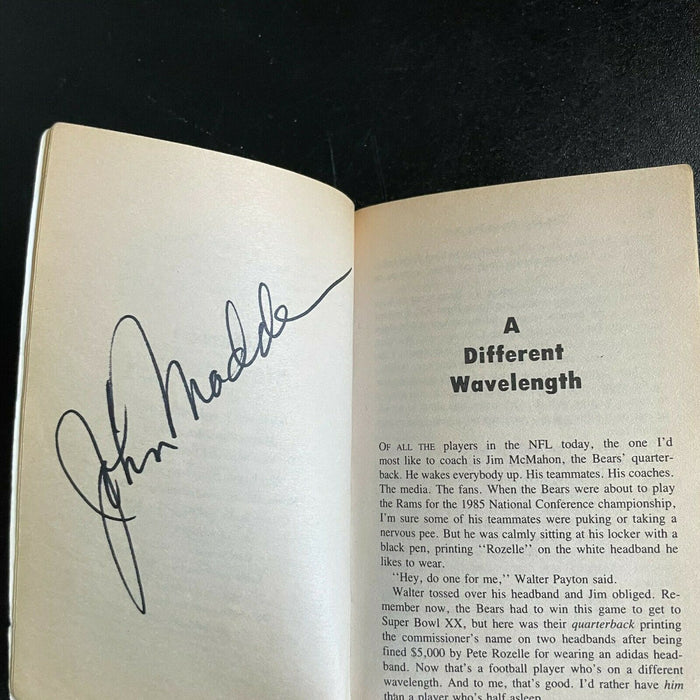 John Madden
A
Different
Wavelength
OF ALL THE players in the NFL today, the one I'd
most like to coach is Jim McMahon, the Bears' quarter-
back. He wakes everybody up. His teammates. His coaches.
The media. The fans. When the Bears were about to play
the Rams for the 1985 National Conference championship,
I'm sure some of his teammates were puking or taking a
nervous pee. But he was calmly sitting at his locker with a
black pen, printing "Rozelle" on the white headband he
likes to wear.
"Hey, do one for me," Walter Payton said.
Walter tossed over his headband and Jim obliged. Re-
member now, the Bears had to win this game to get to
Super Bowl XX, but here was their quarterback printing
the commissioner's name on two headbands after being
fined $5,000 by Pete Rozelle for wearing an adidas head-
band. Now that's a football player who's on a different
wavelength. And to me, that's good. I'd rather have him
than a player who's half asleep.